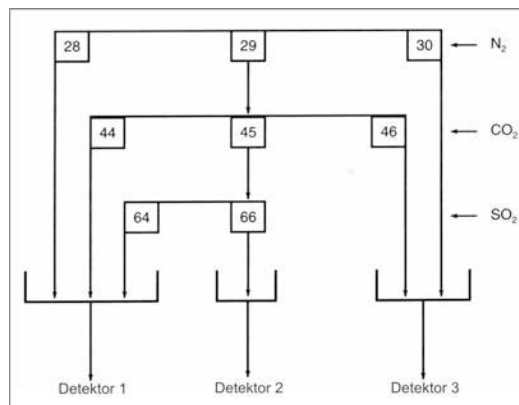 28 29 30 N₂
44 45 46 CO₂
64 66 SO₂
Detektor 1 Detektor 2 Detektor 3